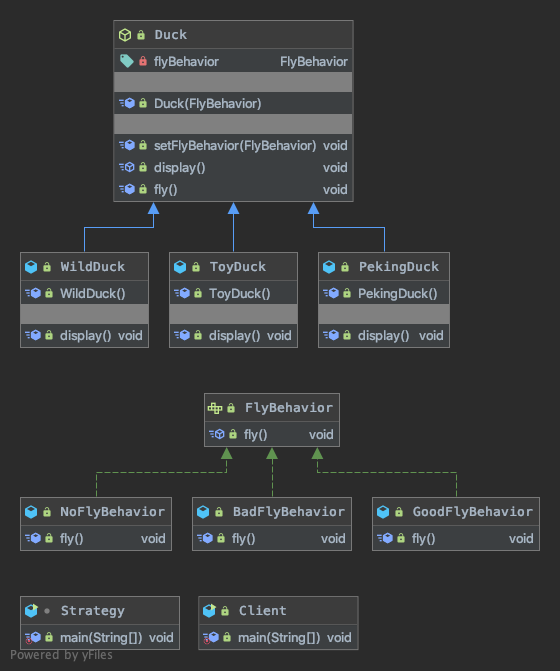 Duck
flyBehavior FlyBehavior
Duck(FlyBehavior)
setFlyBehavior(FlyBehavior) void
display() void
fly() void
WildDuck
WildDuck()
display() void
ToyDuck
ToyDuck()
display() void
PekingDuck
PekingDuck()
display() void
FlyBehavior
fly() void
NoFlyBehavior
fly() void
BadFlyBehavior
fly() void
GoodFlyBehavior
fly() void
Strategy
main(String[]) void
Client
main(String[]) void
Powered by yFiles